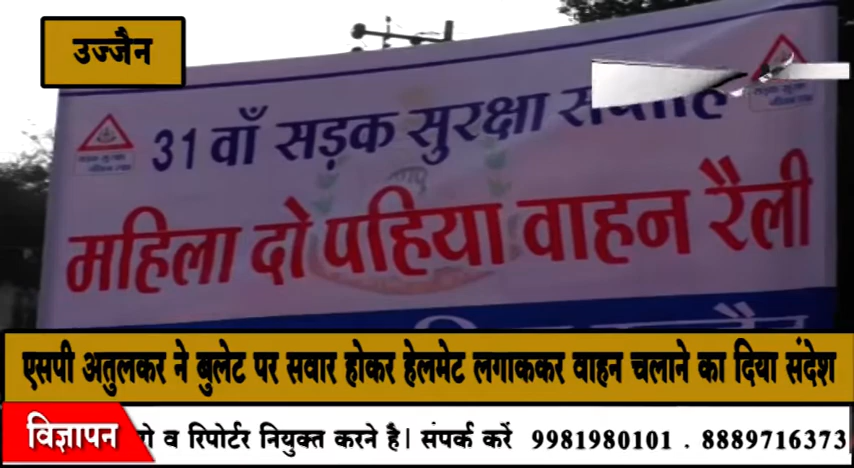 उज्जैन
31 वाँ सड़क सुरक्षा सप्ताह
महिला दो पहिया वाहन रैली
एसपी अतुलकर ने बुलेट पर सवार होकर हेलमेट लगाककर वाहन चलाने का दिया संदेश
विज्ञापन
व रिपोर्टर नियुक्त करने है। संपर्क करें 9981980101 . 8889716373